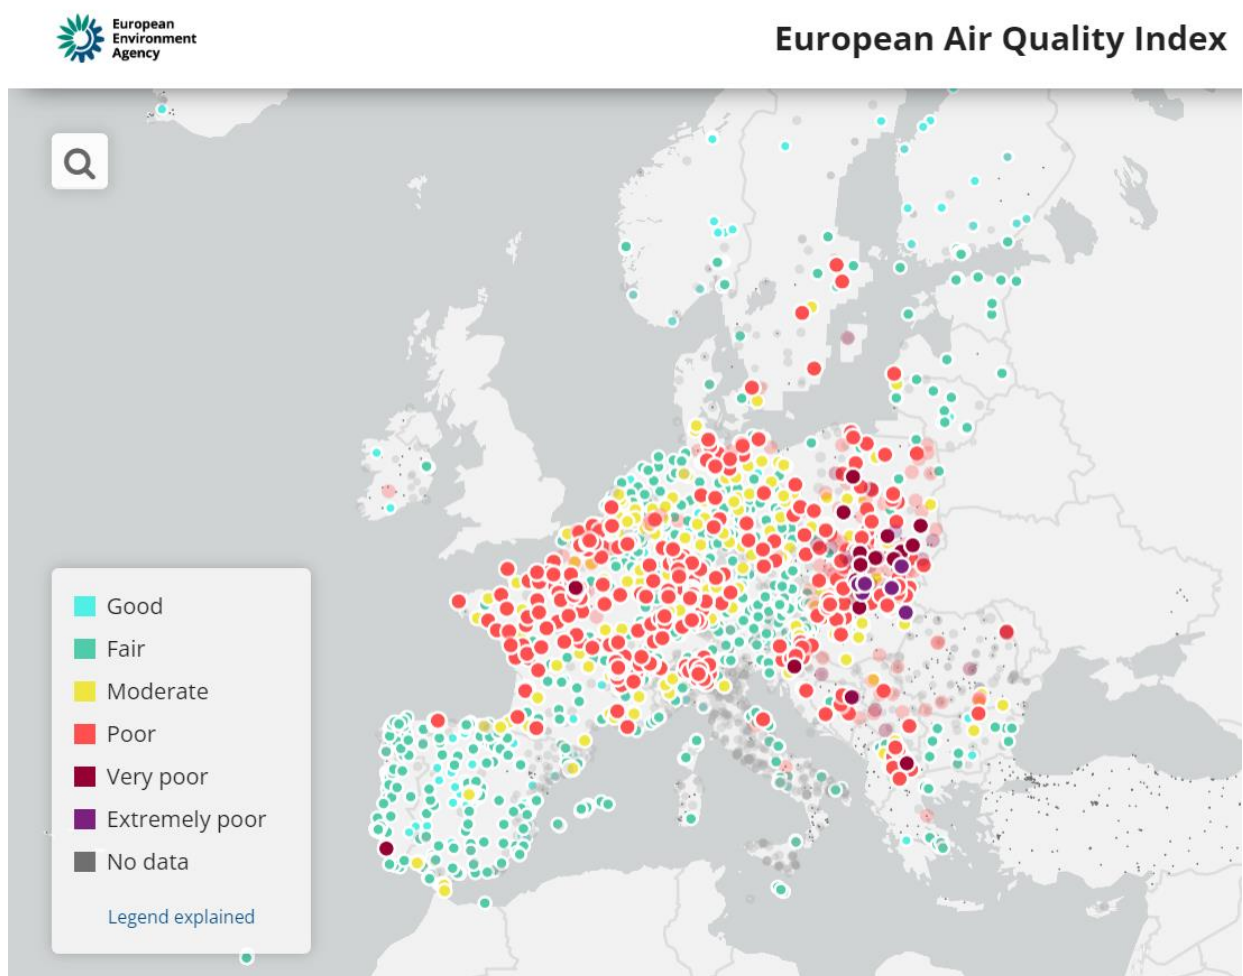 European
Environment
Agency
European Air Quality Index
Good
Fair
Moderate
Poor
Very poor
Extremely poor
No data
Legend explained